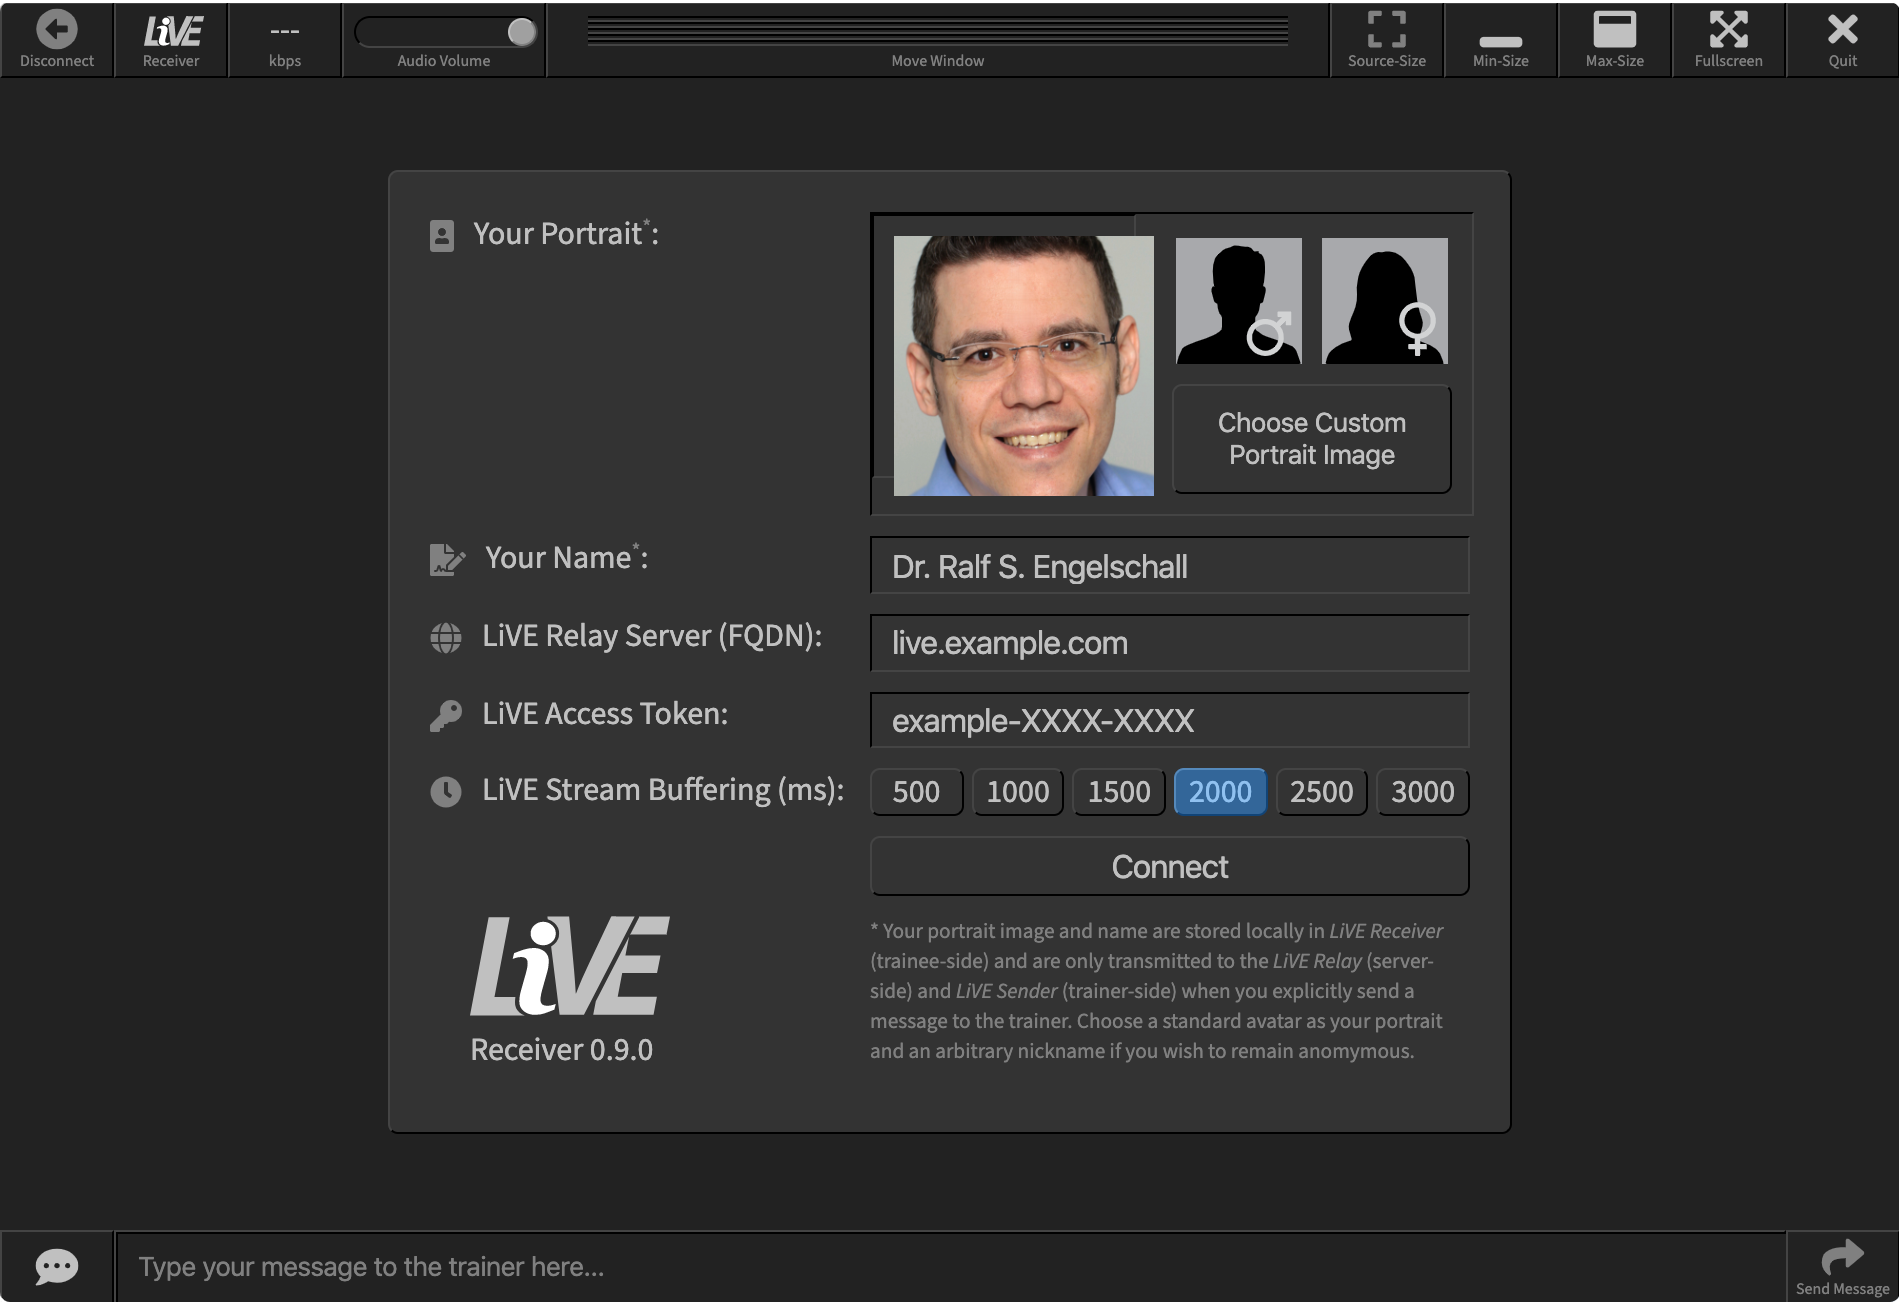 Disconnect
LiVE
Receiver
---
kbps
Audio Volume
Move Window
Source-Size
Min-Size
Max-Size
Fullscreen
Quit
Your Portrait*:
Choose Custom
Portrait Image
Your Name*:
Dr. Ralf S. Engelschall
LiVE Relay Server (FQDN):
live.example.com
LiVE Access Token:
example-XXXX-XXXX
LiVE Stream Buffering (ms):
500 1000 1500 2000 2500 3000
Connect
LiVE
Receiver 0.9.0
* Your portrait image and name are stored locally in LiVE Receiver
(trainee-side) and are only transmitted to the LiVE Relay (server-
side) and LiVE Sender (trainer-side) when you explicitly send a
message to the trainer. Choose a standard avatar as your portrait
and an arbitrary nickname if you wish to remain anomymous.
Type your message to the trainer here...
Send Message